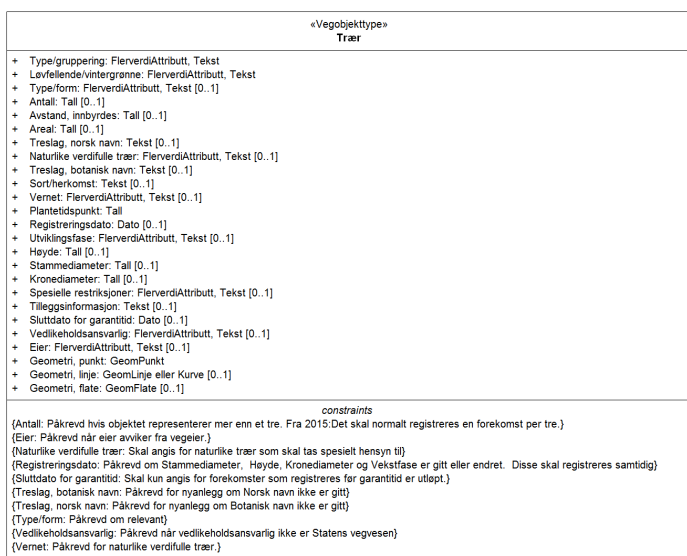 «Vegobjekttype»
Trær
+ Type/gruppering: FlerverdiAttributt, Tekst
+ Løvfellende/vintergrønne: FlerverdiAttributt, Tekst
+ Type/form: FlerverdiAttributt, Tekst [0..1]
+ Antall: Tall [0..1]
+ Avstand, innbyrdes: Tall [0..1]
+ Areal: Tall [0..1]
+ Treslag, norsk navn: Tekst [0..1]
+ Naturlike verdifulle trær: FlerverdiAttributt, Tekst [0..1]
+ Treslag, botanisk navn: Tekst [0..1]
+ Sort/herkomst: Tekst [0..1]
+ Vernet: FlerverdiAttributt, Tekst [0..1]
+ Plantetidspunkt: Tall
+ Registreringsdato: Dato [0..1]
+ Utviklingsfase: FlerverdiAttributt, Tekst [0..1]
+ Høyde: Tall [0..1]
+ Stammediameter: Tall [0..1]
+ Kronediameter: Tall [0..1]
+ Spesielle restriksjoner: FlerverdiAttributt, Tekst [0..1]
+ Tilleggsinformasjon: Tekst [0..1]
+ Sluttdato for garantitid: Dato [0..1]
+ Vedlikeholdsansvarlig: FlerverdiAttributt, Tekst [0..1]
+ Eier: FlerverdiAttributt, Tekst [0..1]
+ Geometri, punkt: GeomPunkt
+ Geometri, linje: GeomLinje eller Kurve [0..1]
+ Geometri, flate: GeomFlate [0..1]
constraints
{Antall: Påkrevd hvis objektet representerer mer enn et tre. Fra 2015:Det skal normalt registreres en forekomst per tre.}
{Eier: Påkrevd når eier avviker fra vegeier.}
{Naturlike verdifulle trær: Skal angis for naturlike trær som skal tas spesielt hensyn til}
{Registreringsdato: Påkrevd om Stammediameter, Høyde, Kronediameter og Vekstfase er gitt eller endret. Disse skal registreres samtidig}
{Sluttdato for garantitid: Skal kun angis for forekomster som registreres før garantid er utløpt.}
{Treslag, botanisk navn: Påkrevd for nyanlegg om Norsk navn ikke er gitt}
{Treslag, norsk navn: Påkrevd for nyanlegg om Botanisk navn ikke er gitt}
{Type/form: Påkrevd om relevant}
{Vedlikeholdsansvarlig: Påkrevd når vedlikeholdsansvarlig ikke er Statens vegvesen}
{Vernet: Påkrevd for naturlike verdifulle trær.}